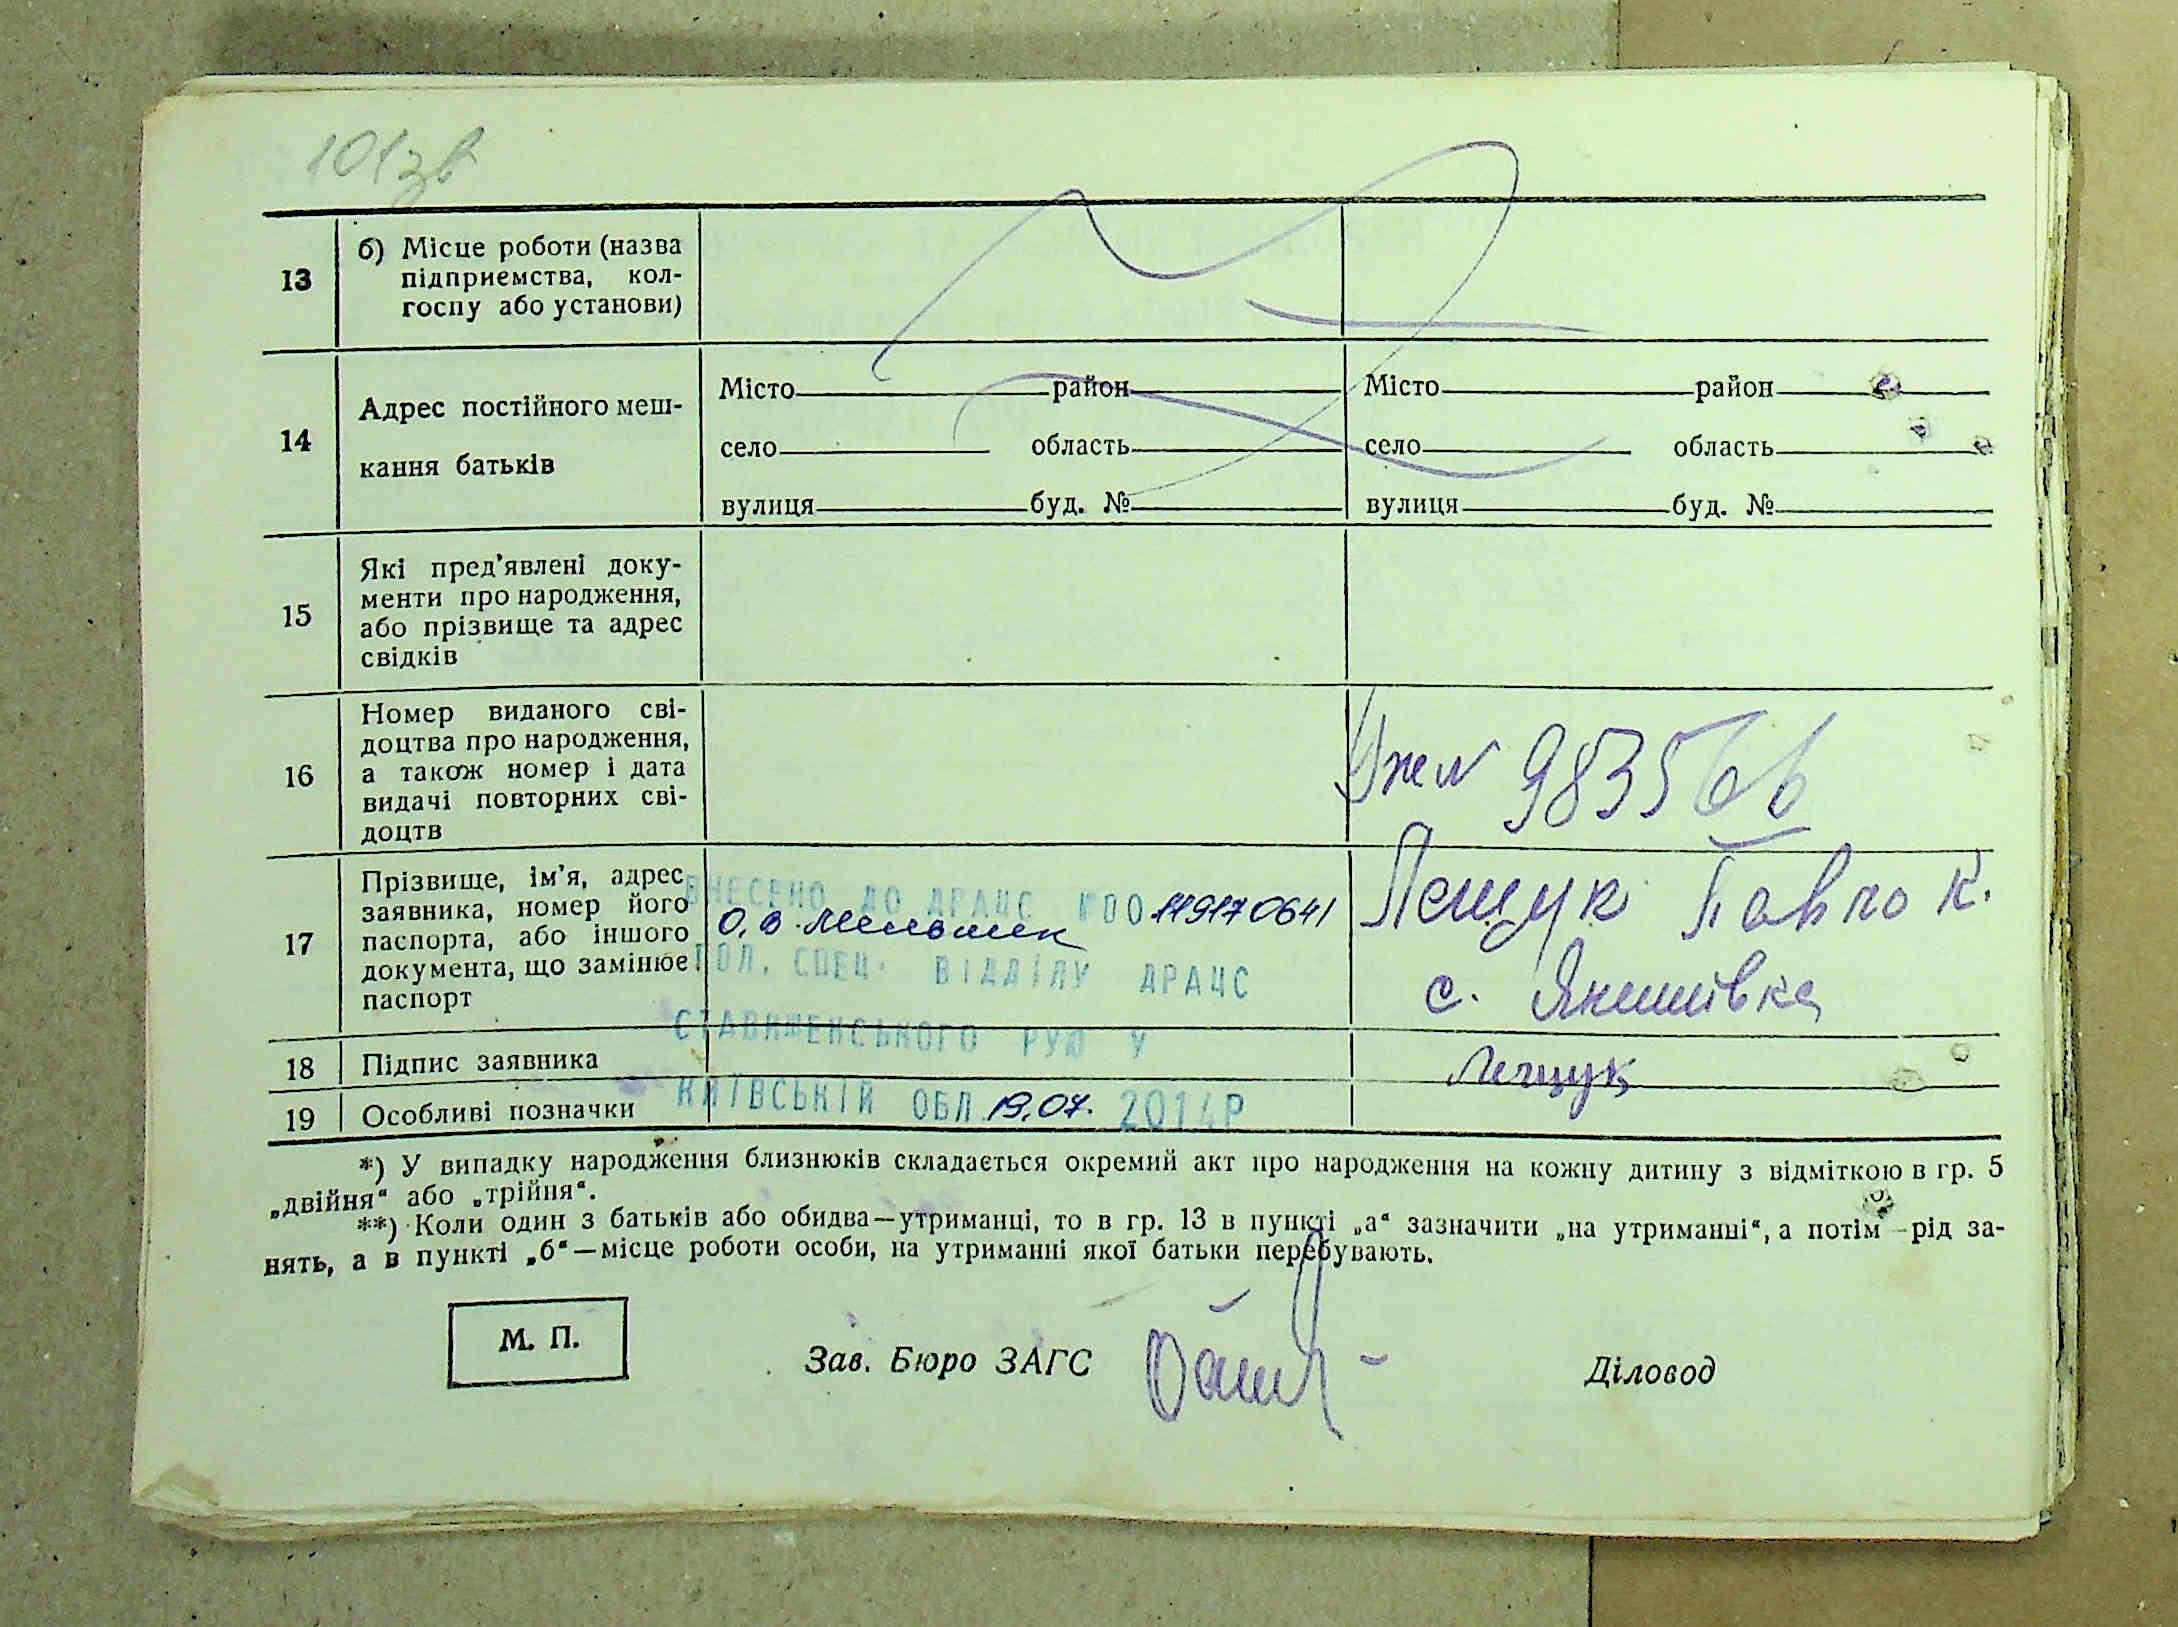 101зв
13
б) Місце роботи (назва
підприємства, кол-
госпу або установи)
14
Адрес постійного меш-
кання батьків
Місто район
село область
вулиця буд. №
Місто район
село область
вулиця буд. №
15
Які пред'явлені доку-
менти про народження,
або прізвище та адрес
свідків
16
Номер виданого сві-
доцтва про народження,
а також номер і дата
видачі повторних сві-
доцтв
№ 98356
17
Прізвище, ім'я, адрес
заявника, номер його
паспорта, або іншого
документа, що замінює
паспорт
ВНЕСЕНО ДО ДРАЦС №00119170641
О.В. Мельник
ГОЛ. СПЕЦ. ВІДДІЛУ ДРАЦС
СТАВИЩЕНСЬКОГО РУЮ У
КИЇВСЬКІЙ ОБЛ. 19.07. 2014Р
Лещук Павло К.
с. Янишівка
18
Підпис заявника
Лещук
19
Особливі позначки
*) У випадку народження близнюків складається окремий акт про народження на кожну дитину з відміткою в гр. 5
„двійня“ або „трійня“.
**) Коли один з батьків або обидва—утриманці, то в гр. 13 в пункті „а“ зазначити „на утриманні“, а потім—рід за-
нять, а в пункті „б“—місце роботи особи, на утриманні якої батьки перебувають.
М. П.
Зав. Бюро ЗАГС
Діловод